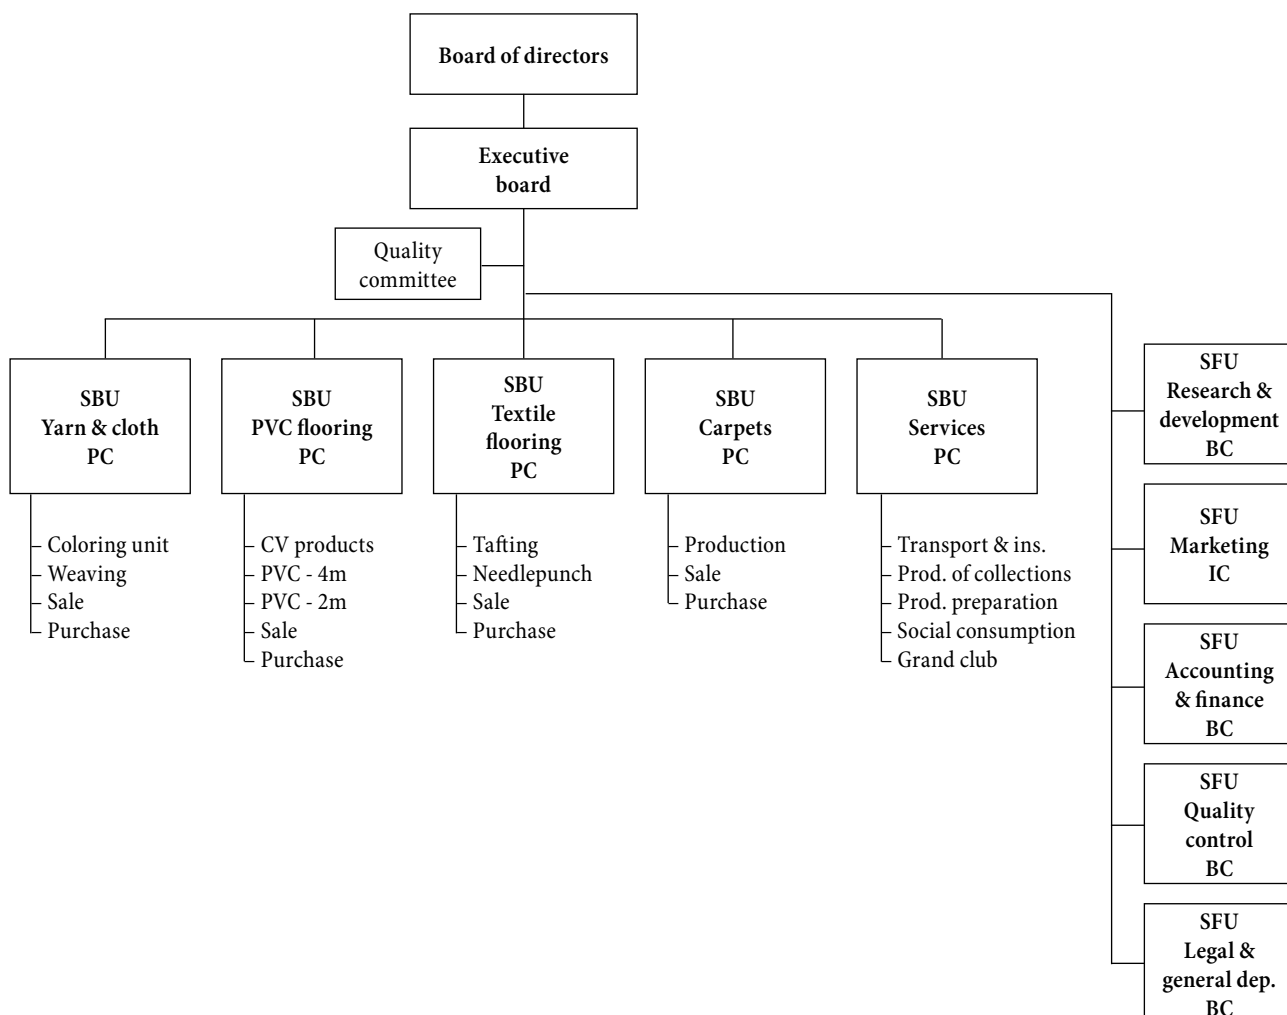 Board of directors
Executive
board
Quality
committee
SBU
Yarn & cloth
PC
SBU
PVC flooring
PC
SBU
Textile
flooring
PC
SBU
Carpets
PC
SBU
Services
PC
Coloring unit
Weaving
Sale
Purchase
CV products
PVC - 4m
PVC - 2m
Sale
Purchase
Tafting
Needlepunch
Sale
Purchase
Production
Sale
Purchase
Transport & ins.
Prod. of collections
Prod. preparation
Social consumption
Grand club
SFU
Research &
development
BC
SFU
Marketing
IC
SFU
Accounting
& finance
BC
SFU
Quality
control
BC
SFU
Legal &
general dep.
BC